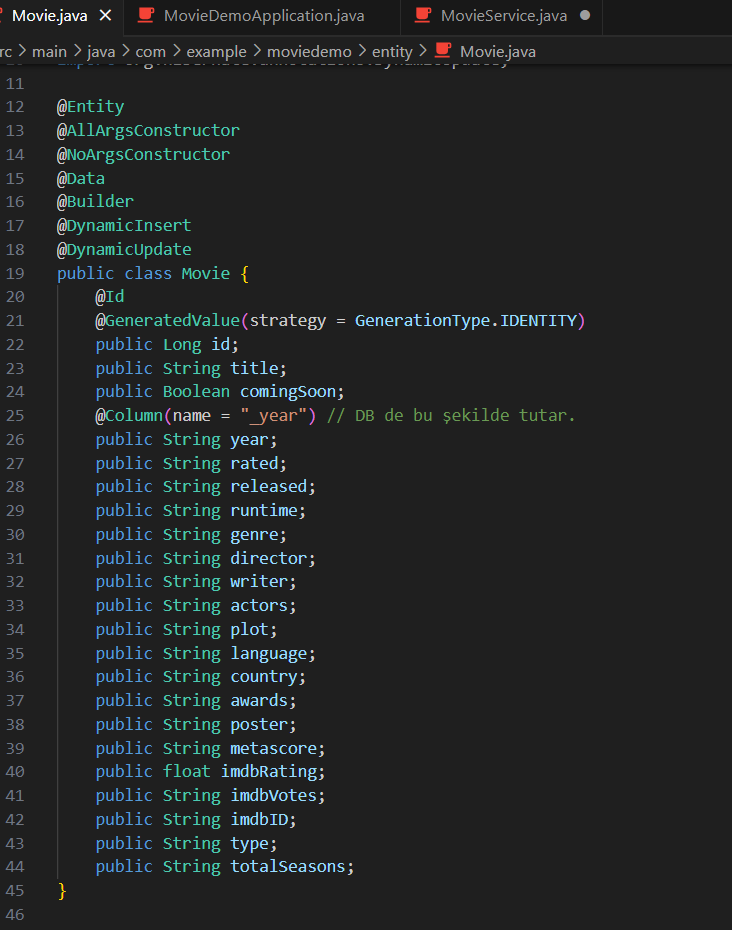 Movie.java MovieDemoApplication.java MovieService.java
main > java > com > example > moviedemo > entity > Movie.java
11
12 @Entity
13 @AllArgsConstructor
14 @NoArgsConstructor
15 @Data
16 @Builder
17 @DynamicInsert
18 @DynamicUpdate
19 public class Movie {
20 @Id
21 @GeneratedValue(strategy = GenerationType.IDENTITY)
22 public Long id;
23 public String title;
24 public Boolean comingSoon;
25 @Column(name = "_year") // DB de bu şekilde tutar.
26 public String year;
27 public String rated;
28 public String released;
29 public String runtime;
30 public String genre;
31 public String director;
32 public String writer;
33 public String actors;
34 public String plot;
35 public String language;
36 public String country;
37 public String awards;
38 public String poster;
39 public String metascore;
40 public float imdbRating;
41 public String imdbVotes;
42 public String imdbID;
43 public String type;
44 public String totalSeasons;
45 }
46